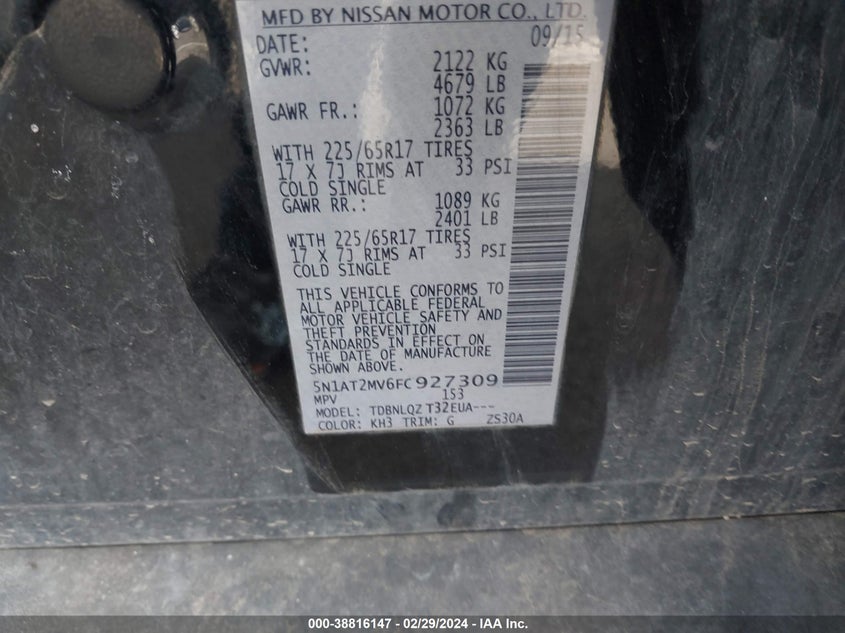 MFD BY NISSAN MOTOR CO., LTD.
DATE: 09/15
GVWR: 2122 KG
4679 LB
GAWR FR.: 1072 KG
2363 LB
WITH 225/65R17 TIRES
17 X 7J RIMS AT 33 PSI
COLD SINGLE
GAWR RR.: 1089 KG
2401 LB
WITH 225/65R17 TIRES
17 X 7J RIMS AT 33 PSI
COLD SINGLE
THIS VEHICLE CONFORMS TO
ALL APPLICABLE FEDERAL
MOTOR VEHICLE SAFETY AND
THEFT PREVENTION
STANDARDS IN EFFECT ON
THE DATE OF MANUFACTURE
SHOWN ABOVE.
5N1AT2MV6FC927309
MPV 153
MODEL: TDBNLQZ T32EUA---
COLOR: KH3 TRIM: G ZS30A
000-38816147 - 02/29/2024 - IAA Inc.